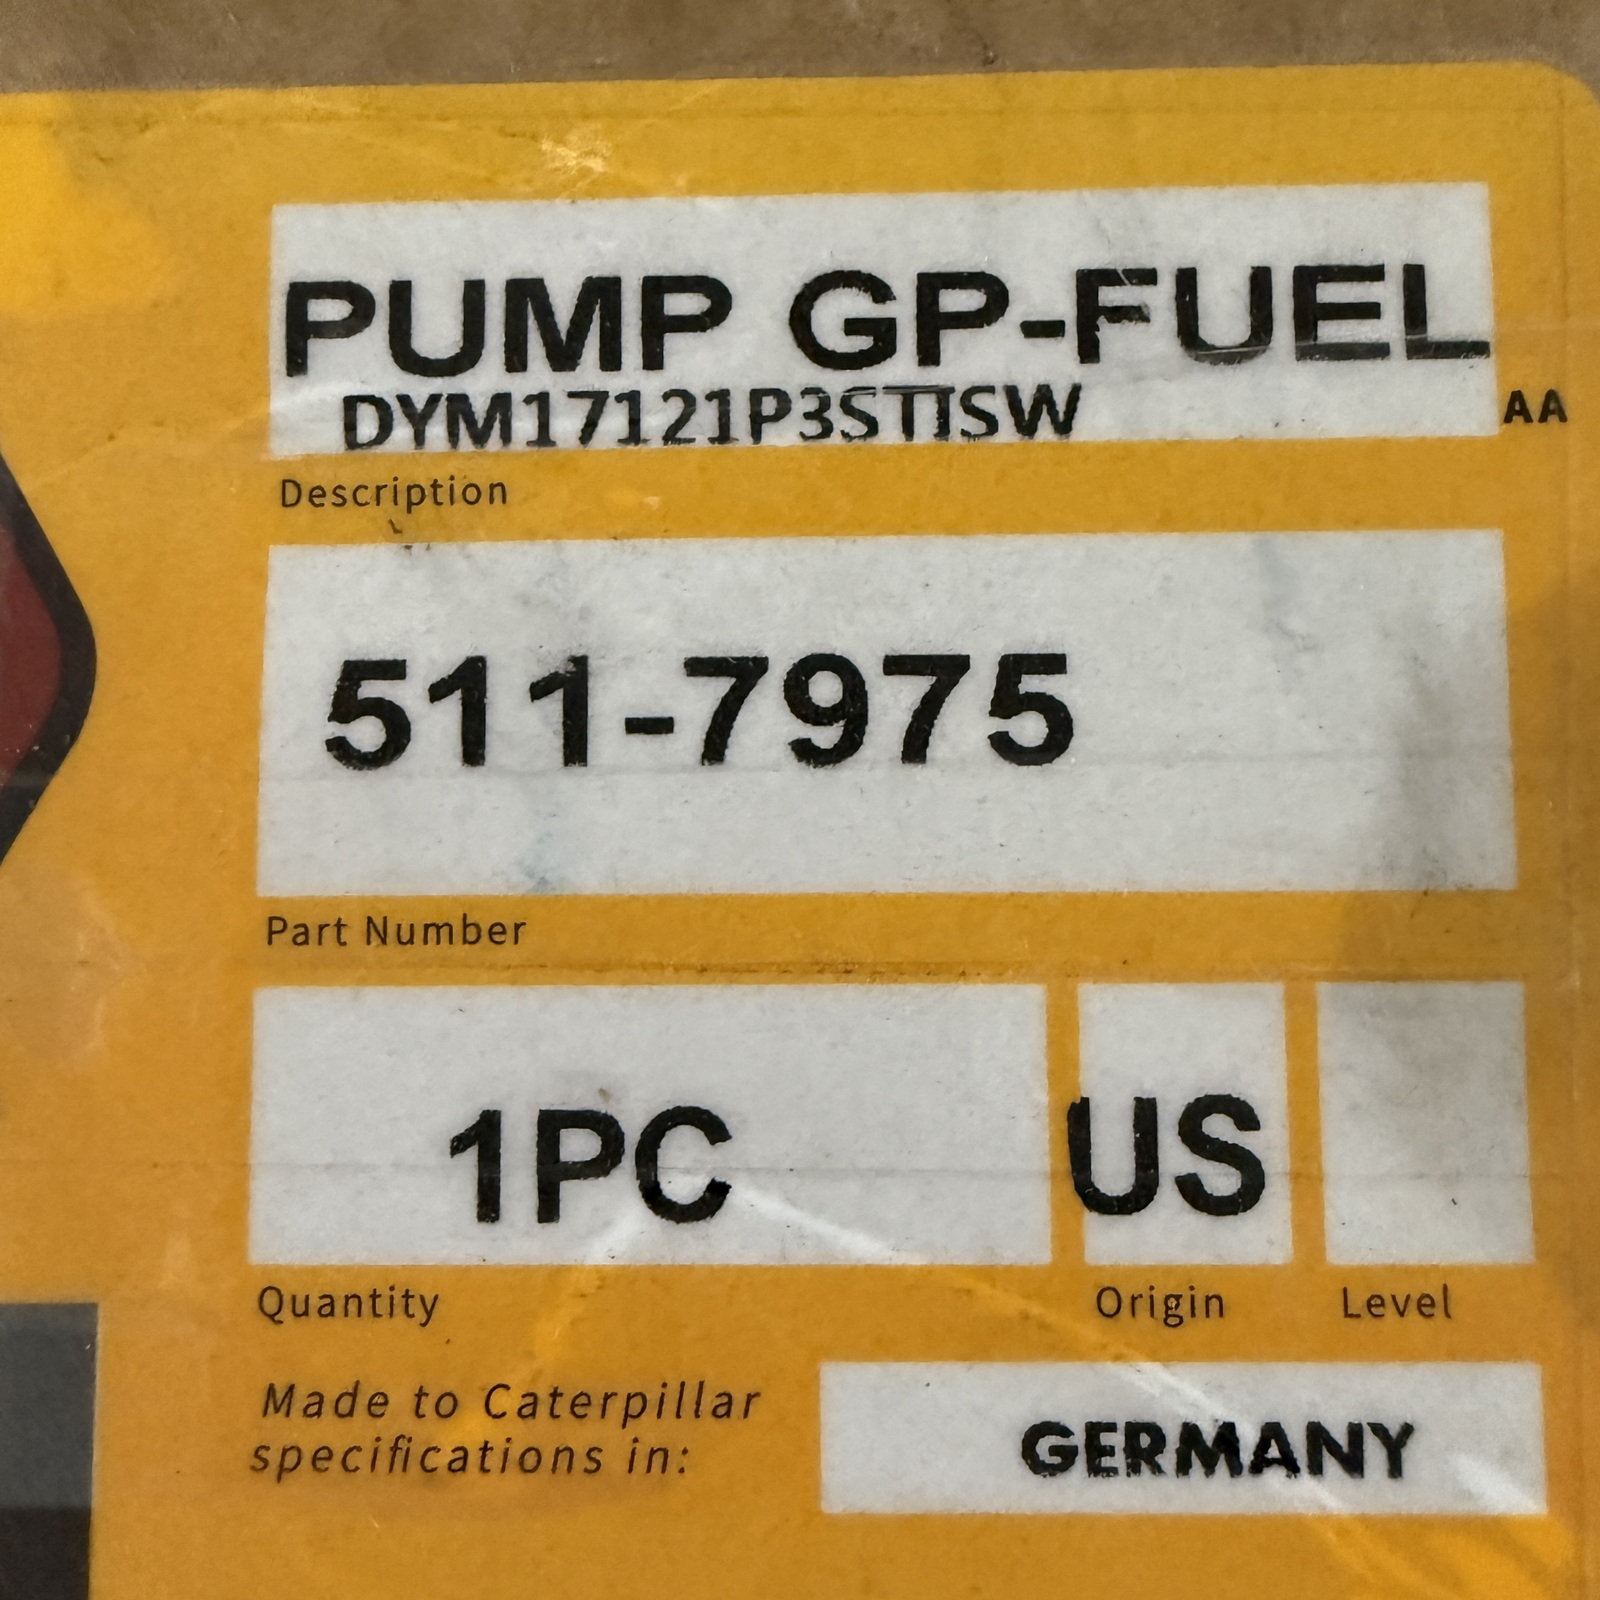 PUMP GP-FUEL
DYM17121P3STISW AA
Description
511-7975
Part Number
1PC US
Quantity Origin Level
Made to Caterpillar
specifications in: GERMANY